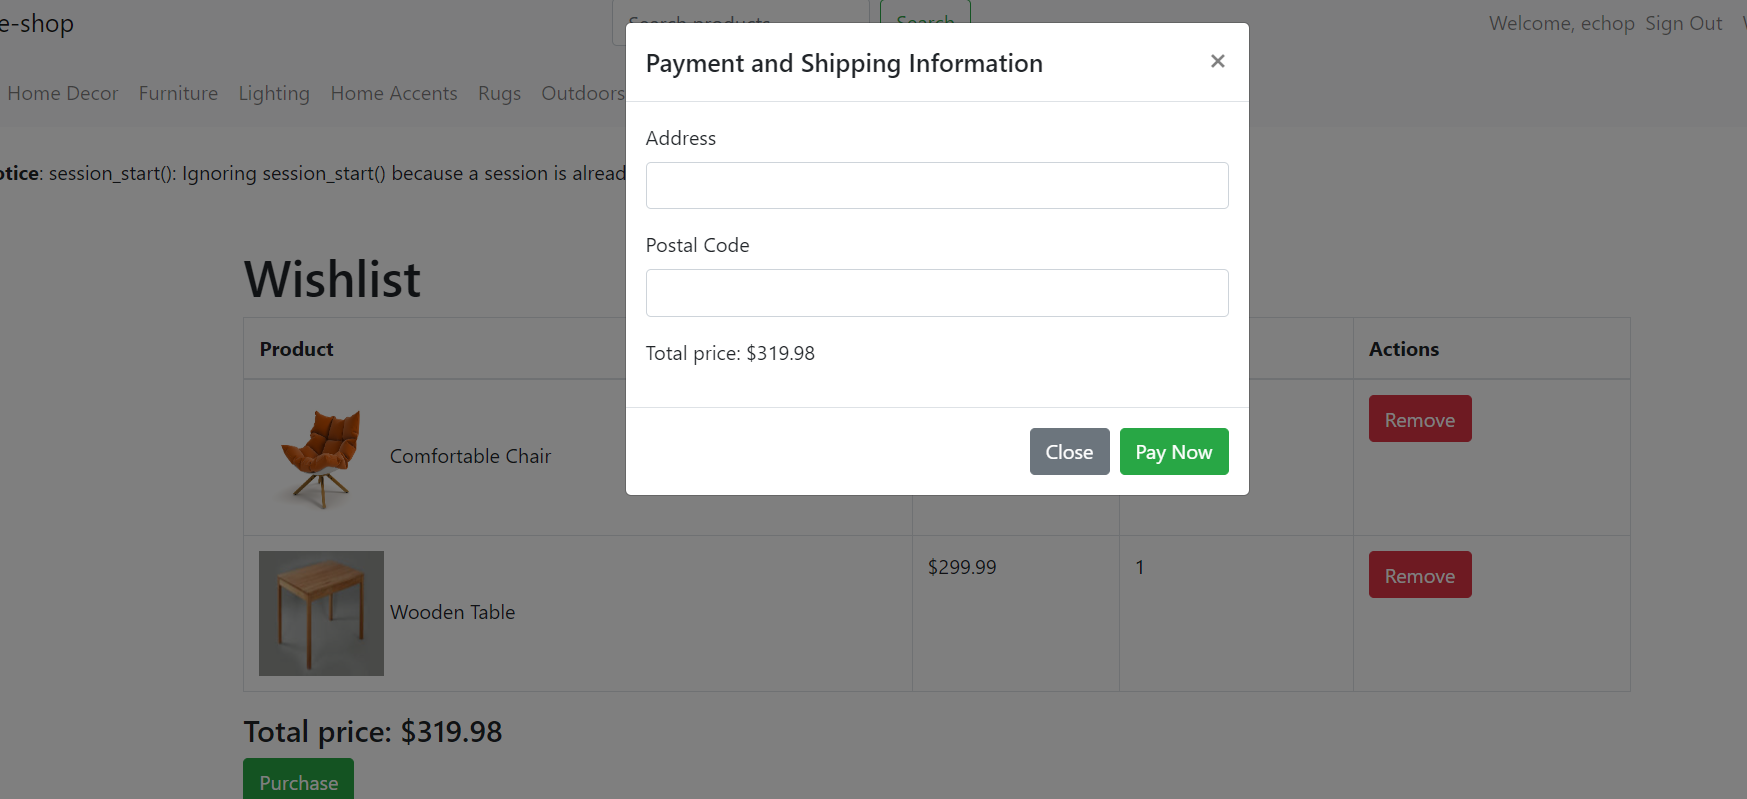 e-shop
Search products
Search
Welcome, echop Sign Out
Home Decor Furniture Lighting Home Accents Rugs Outdoors
Payment and Shipping Information
×
Address
otice: session_start(): Ignoring session_start() because a session is alread
Postal Code
Wishlist
Total price: $319.98
Product
Actions
Close
Pay Now
Comfortable Chair
Remove
Wooden Table
$299.99
1
Remove
Total price: $319.98
Purchase